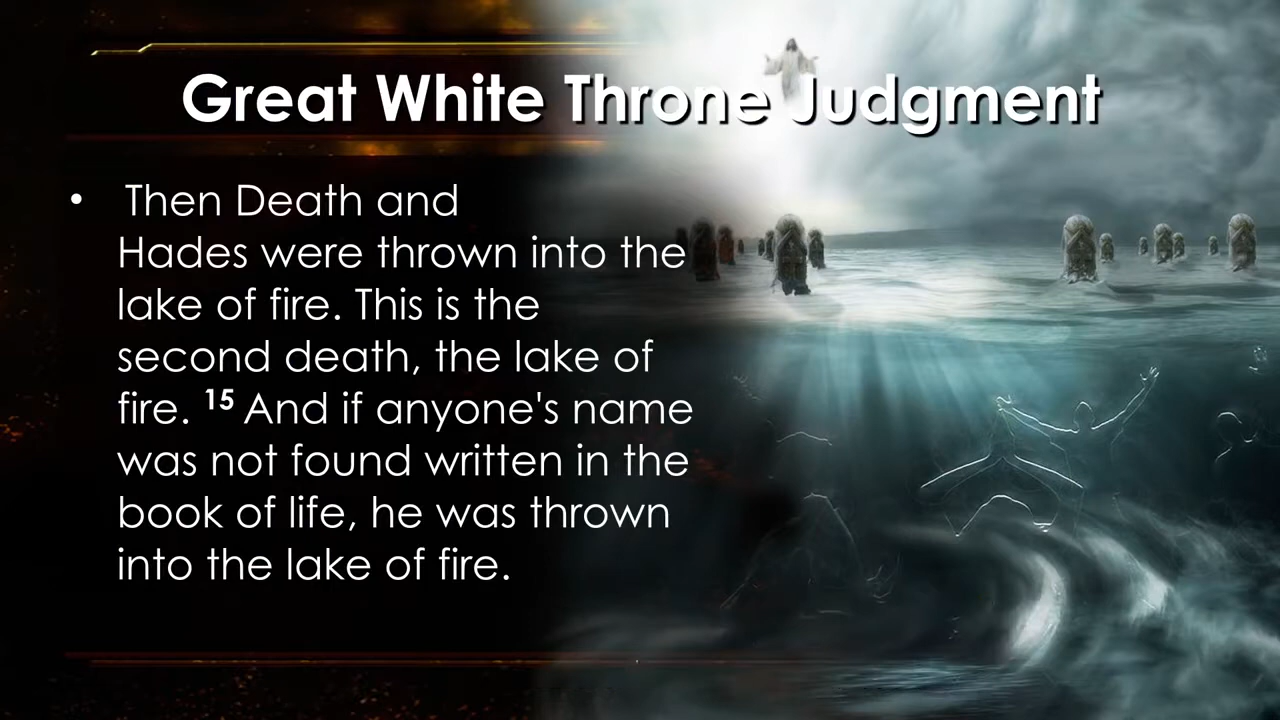 Great White Throne Judgment
• Then Death and
Hades were thrown into the
lake of fire. This is the
second death, the lake of
fire. 15 And if anyone's name
was not found written in the
book of life, he was thrown
into the lake of fire.